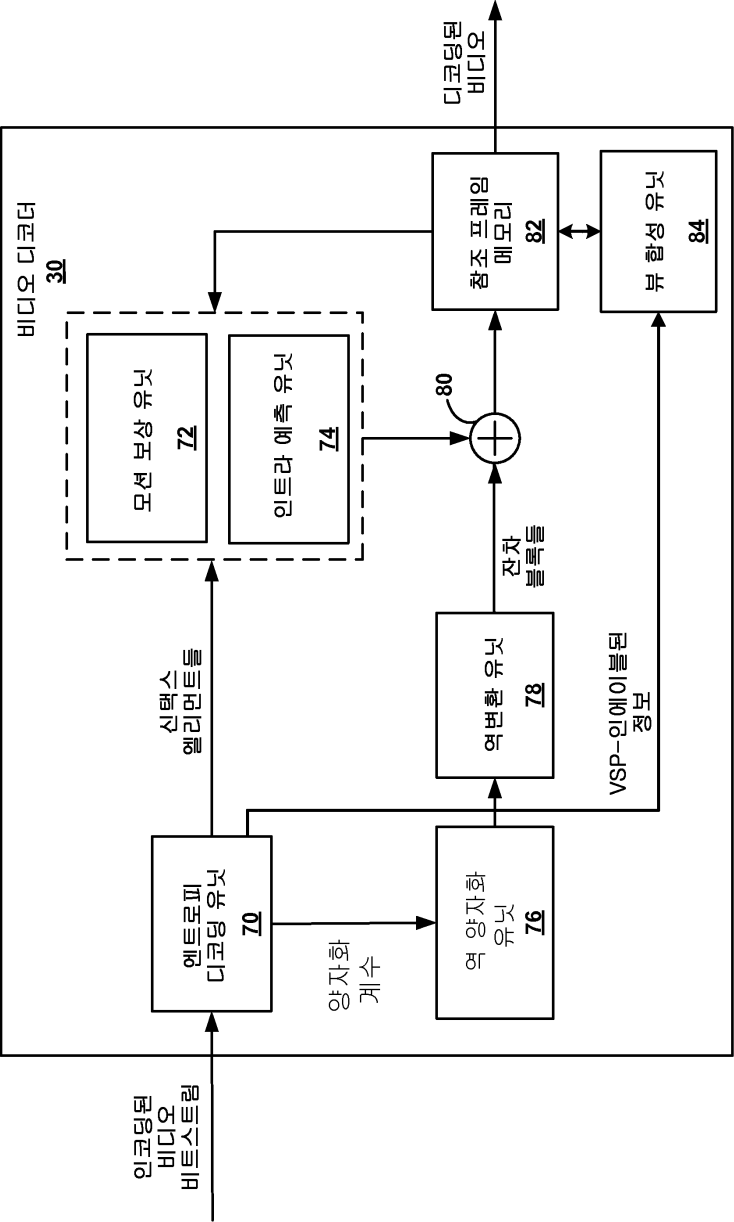 비디오 디코더
30
인코딩된
비디오
비트스트림
엔트로피
디코딩 유닛
70
신택스
엘리먼트들
모션 보상 유닛
72
인트라 예측 유닛
74
양자화
계수
역 양자화
유닛
76
역변환 유닛
78
잔차
블록들
80
참조 프레임
메모리
82
디코딩된
비디오
VSP-인에이블된
정보
뷰 합성 유닛
84